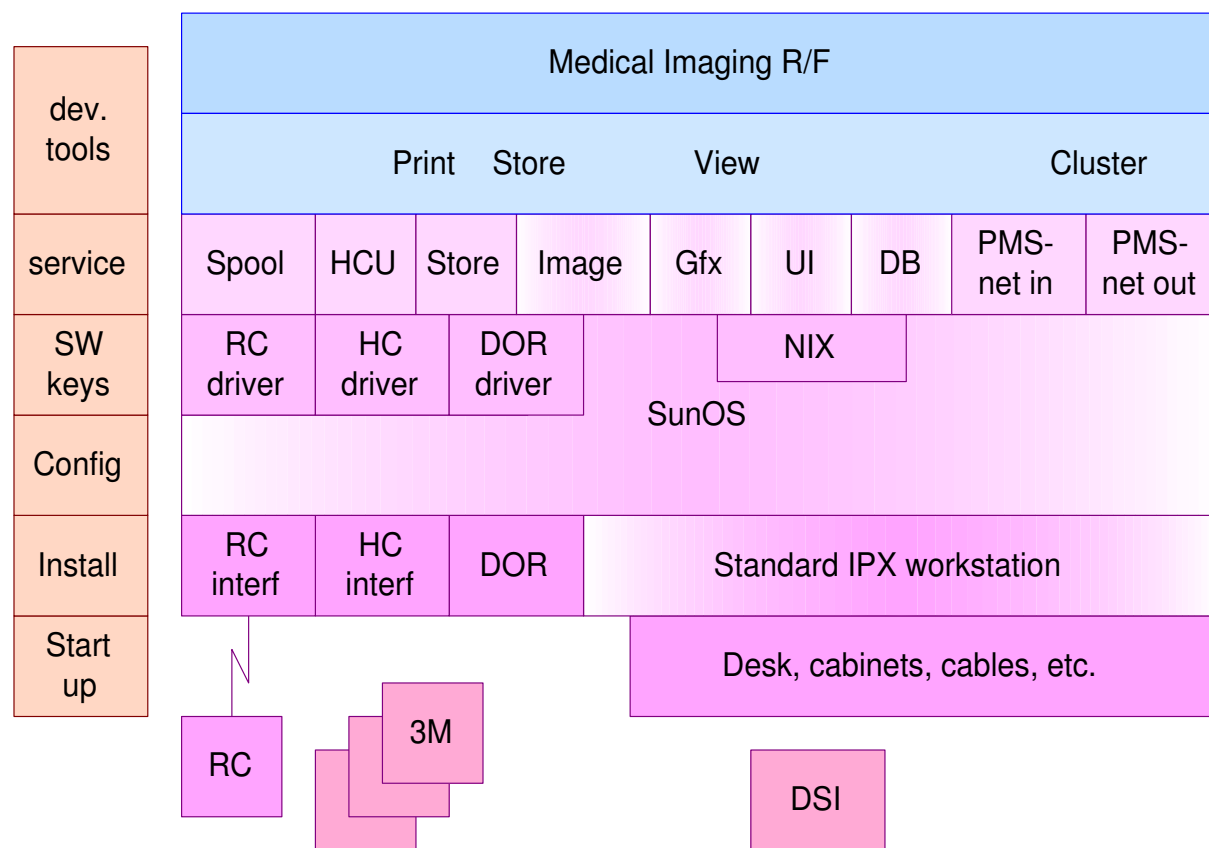 Medical Imaging R/F
dev.
tools
Print Store View Cluster
service
Spool
HCU
Store
Image
Gfx
UI
DB
PMS-
net in
PMS-
net out
SW
keys
RC
driver
HC
driver
DOR
driver
NIX
SunOS
Config
Install
RC
interf
HC
interf
DOR
Standard IPX workstation
Start
up
Desk, cabinets, cables, etc.
RC
3M
DSI